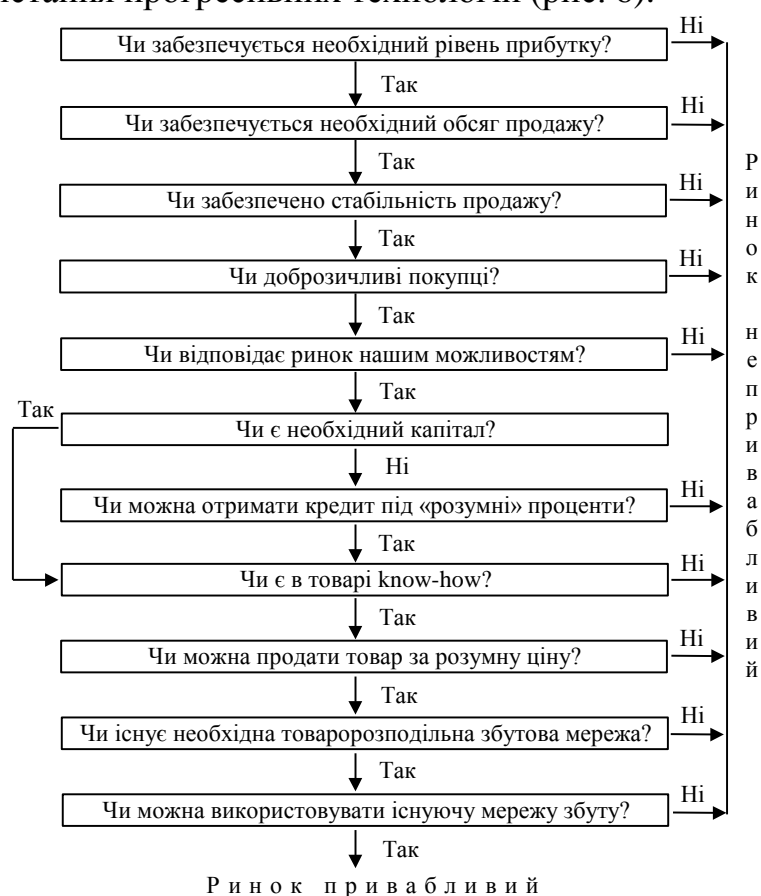 прогресивних технологій (рис. 6).
Ні
Чи забезпечується необхідний рівень прибутку?
Так
Ні
Чи забезпечується необхідний обсяг продажу?
Так
Ні
Чи забезпечено стабільність продажу?
Так
Ні
Чи доброзичливі покупці?
Так
Ні
Чи відповідає ринок нашим можливостям?
Так
Так
Чи є необхідний капітал?
Ні
Ні
Чи можна отримати кредит під «розумні» проценти?
Так
Ні
Чи є в товарі know-how?
Так
Ні
Чи можна продати товар за розумну ціну?
Так
Ні
Чи існує необхідна товаророзподільна збутова мережа?
Так
Ні
Чи можна використовувати існуючу мережу збуту?
Так
Ринок привабливий
Ринок непривабливий